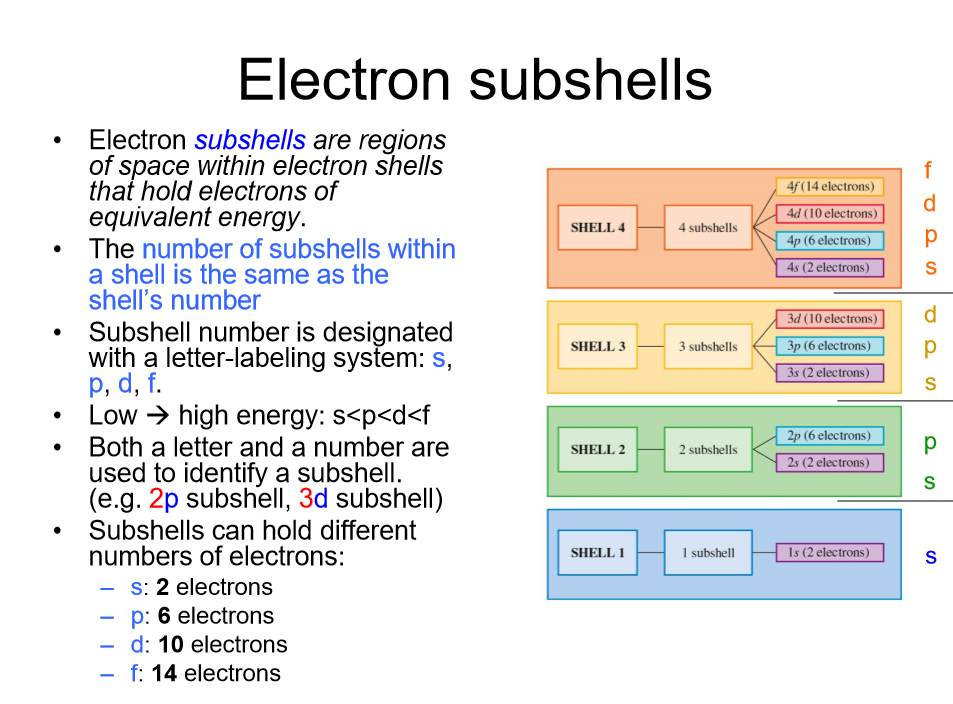 Electron subshells
• Electron subshells are regions
of space within electron shells
that hold electrons of
equivalent energy.
• The number of subshells within
a shell is the same as the
shell’s number
• Subshell number is designated
with a letter-labeling system: s,
p, d, f.
• Low → high energy: s<p<d<f
• Both a letter and a number are
used to identify a subshell.
(e.g. 2p subshell, 3d subshell)
• Subshells can hold different
numbers of electrons:
– s: 2 electrons
– p: 6 electrons
– d: 10 electrons
– f: 14 electrons
SHELL 4
4 subshells
4f (14 electrons)
4d (10 electrons)
4p (6 electrons)
4s (2 electrons)
f
d
p
s
SHELL 3
3 subshells
3d (10 electrons)
3p (6 electrons)
3s (2 electrons)
d
p
s
SHELL 2
2 subshells
2p (6 electrons)
2s (2 electrons)
p
s
SHELL 1
1 subshell
1s (2 electrons)
s